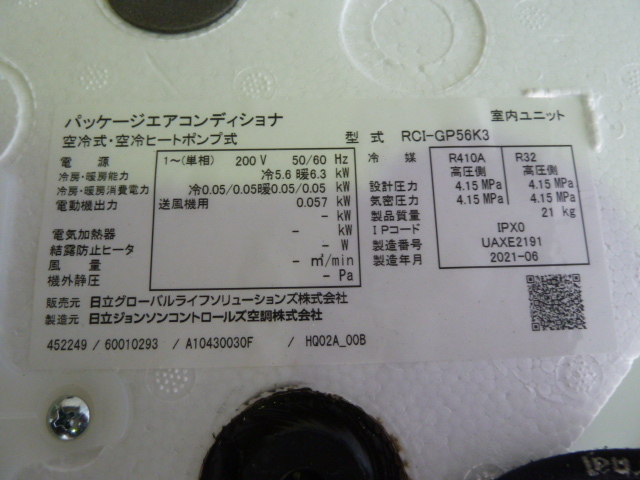 パッケージエアコンディショナ 室内ユニット
空冷式・空冷ヒートポンプ式 型 式 RCI-GP56K3
電 源 1～(単相) 200 V 50/60 Hz
冷房・暖房能力 冷5.6 暖6.3 kW
冷房・暖房消費電力 冷0.05/0.05暖0.05/0.05 kW
電動機出力 送風機用 0.057 kW
- kW
電気加熱器 - kW
結露防止ヒータ - W
風 量 - m³/min
機外静圧 - Pa
冷 媒 R410A R32
高圧側 高圧側
設計圧力 4.15 MPa 4.15 MPa
気密圧力 4.15 MPa 4.15 MPa
製品質量 21 kg
IPコード IPX0
製造番号 UAXE2191
製造年月 2021-06
販売元 日立グローバルライフソリューションズ株式会社
製造元 日立ジョンソンコントロールズ空調株式会社
452249 / 60010293 / A10430030F / HQ02A_00B